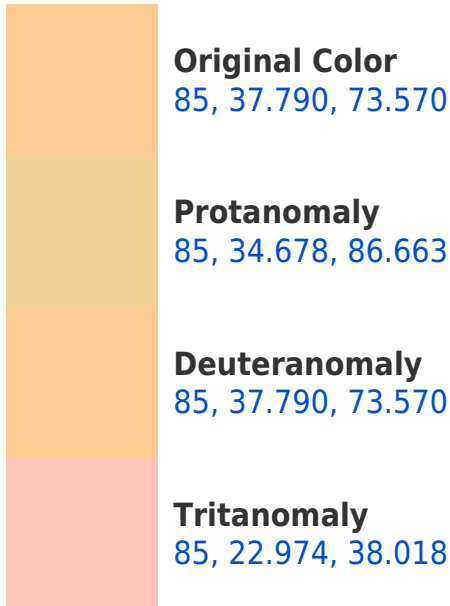 Original Color
85, 37.790, 73.570
Protanomaly
85, 34.678, 86.663
Deuteranomaly
85, 37.790, 73.570
Tritanomaly
85, 22.974, 38.018